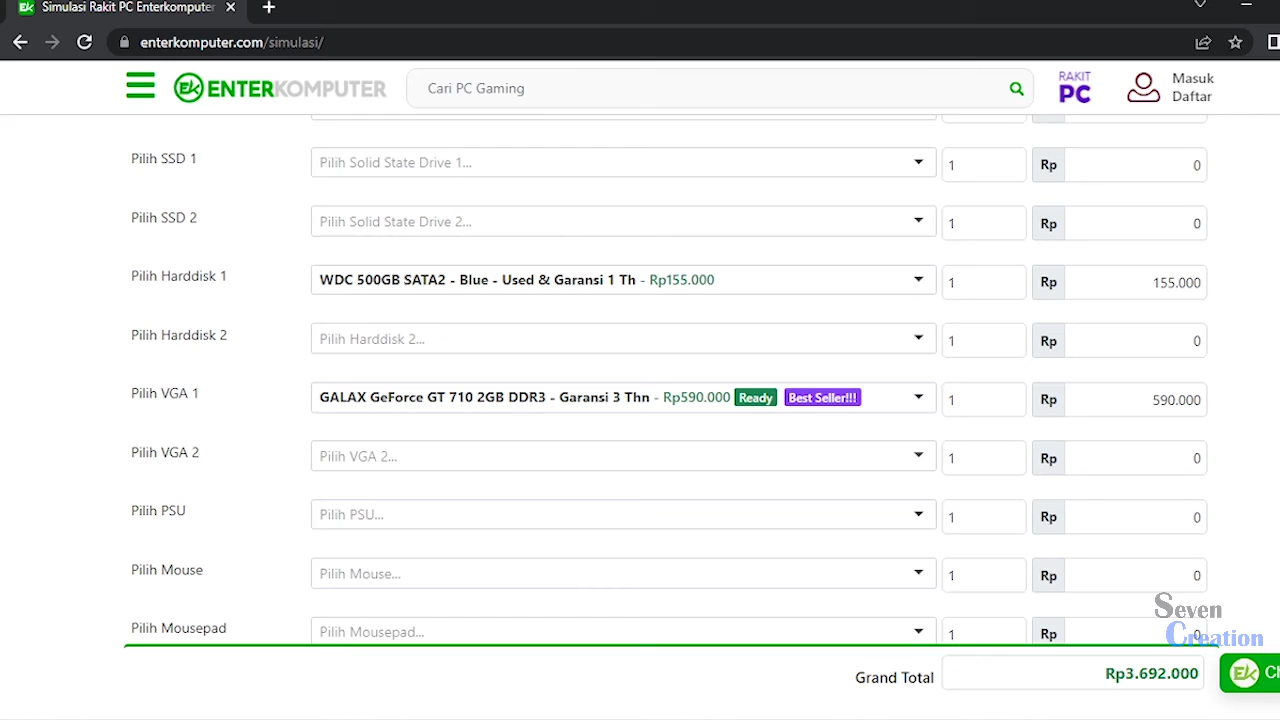 Simulasi Rakit PC Enterkomputer
enterkomputer.com/simulasi/
EK ENTERKOMPUTER
Cari PC Gaming
RAKIT
PC
Masuk
Daftar
Pilih SSD 1 Pilih Solid State Drive 1... 1 Rp 0
Pilih SSD 2 Pilih Solid State Drive 2... 1 Rp 0
Pilih Harddisk 1 WDC 500GB SATA2 - Blue - Used & Garansi 1 Th - Rp155.000 1 Rp 155.000
Pilih Harddisk 2 Pilih Harddisk 2... 1 Rp 0
Pilih VGA 1 GALAX GeForce GT 710 2GB DDR3 - Garansi 3 Thn - Rp590.000 Ready Best Seller!!! 1 Rp 590.000
Pilih VGA 2 Pilih VGA 2... 1 Rp 0
Pilih PSU Pilih PSU... 1 Rp 0
Pilih Mouse Pilih Mouse... 1 Rp 0
Pilih Mousepad Pilih Mousepad... 1 Rp 0
Seven
Creation
Grand Total Rp3.692.000
EK